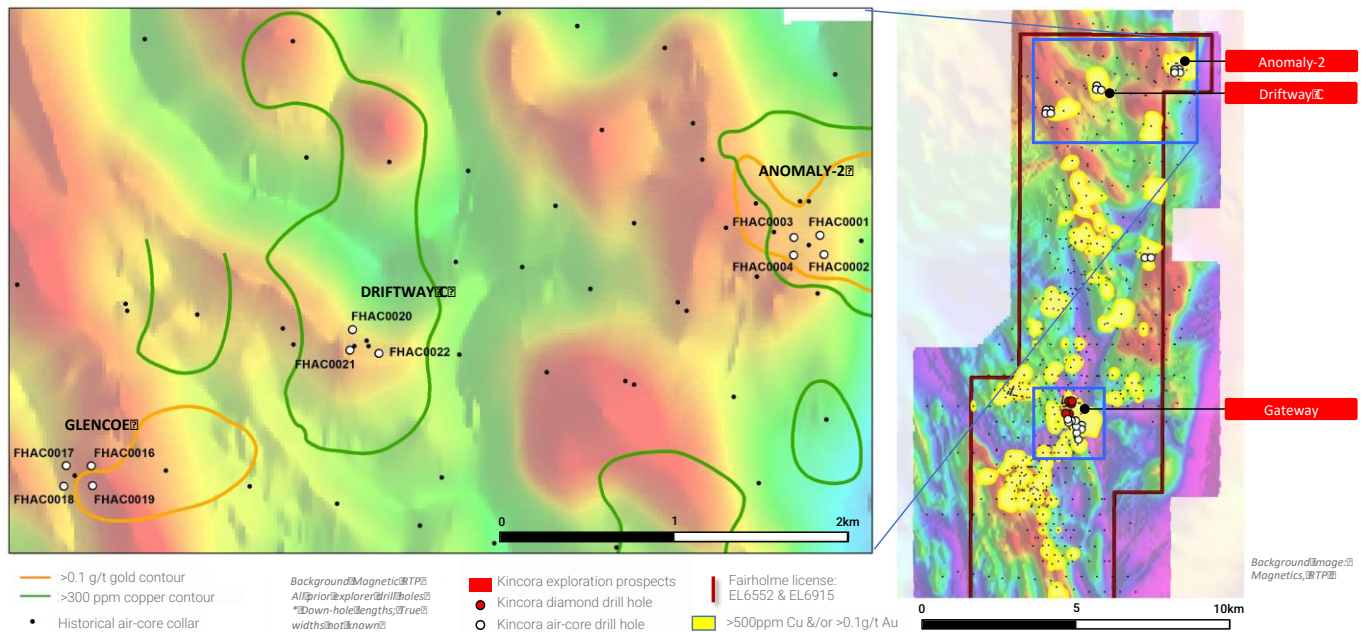 ANOMALY-2
FHAC0003 FHAC0001
FHAC0004 FHAC0002
DRIFTWAY C
FHAC0020
FHAC0021 FHAC0022
GLENCOE
FHAC0017 FHAC0016
FHAC0018 FHAC0019
0 1 2km
Anomaly-2
Driftway C
Gateway
>0.1 g/t gold contour
>300 ppm copper contour
Historical air-core collar
Background Magnetic RTP
All prior explorer drill holes
* Down-hole lengths; True
widths not known
Kincora exploration prospects
Kincora diamond drill hole
Kincora air-core drill hole
Fairholme license:
EL6552 & EL6915
>500ppm Cu &/or >0.1g/t Au
0 5 10km
Background image:
Magnetics, RTP